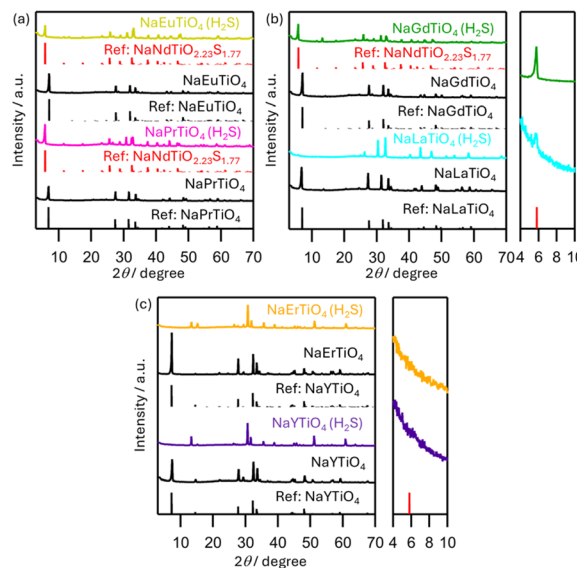 (a)
NaEuTiO4 (H2S)
Ref: NaNdTiO2.23S1.77
NaEuTiO4
Ref: NaEuTiO4
NaPrTiO4 (H2S)
Ref: NaNdTiO2.23S1.77
NaPrTiO4
Ref: NaPrTiO4
Intensity / a.u.
10 20 30 40 50 60 70
2θ / degree
(b)
NaGdTiO4 (H2S)
Ref: NaNdTiO2.23S1.77
NaGdTiO4
Ref: NaGdTiO4
NaLaTiO4 (H2S)
NaLaTiO4
Ref: NaLaTiO4
Intensity / a.u.
10 20 30 40 50 60 70
2θ / degree
4 6 8 10
(c)
NaErTiO4 (H2S)
NaErTiO4
Ref: NaYTiO4
NaYTiO4 (H2S)
NaYTiO4
Ref: NaYTiO4
Intensity / a.u.
10 20 30 40 50 60 70
2θ / degree
4 6 8 10